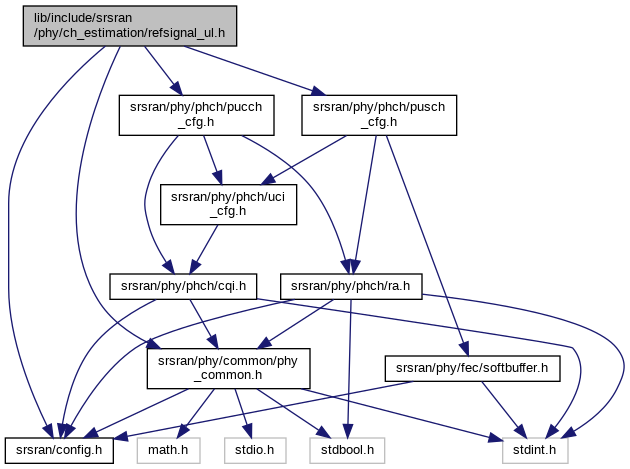 lib/include/srsran
/phy/ch_estimation/refsignal_ul.h
srsran/phy/phch/pucch
_cfg.h
srsran/phy/phch/pusch
_cfg.h
srsran/phy/phch/uci
_cfg.h
srsran/phy/phch/cqi.h
srsran/phy/phch/ra.h
srsran/phy/common/phy
_common.h
srsran/phy/fec/softbuffer.h
srsran/config.h
math.h
stdio.h
stdbool.h
stdint.h